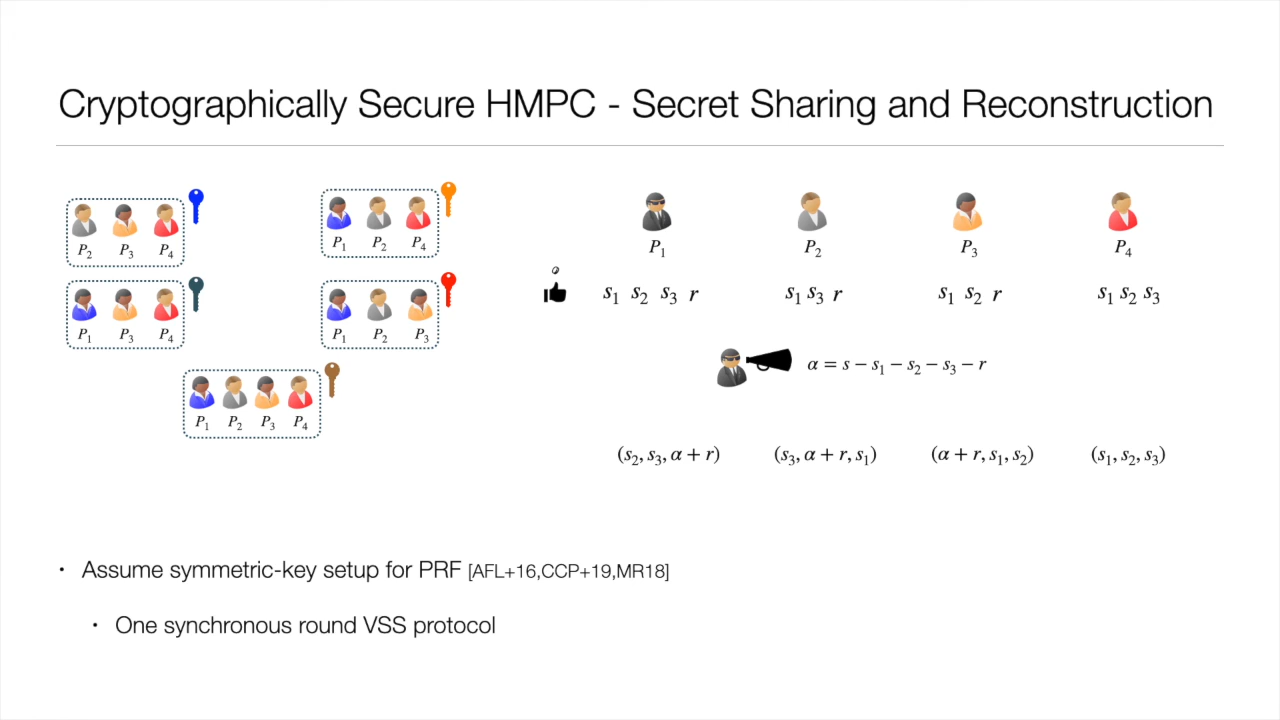 Cryptographically Secure HMPC - Secret Sharing and Reconstruction
P₂ P₃ P₄
P₁ P₂ P₄
P₁ P₃ P₄
P₁ P₂ P₃
P₁ P₂ P₃ P₄
P₁ P₂ P₃ P₄
s₁ s₂ s₃ r
s₁ s₃ r
s₁ s₂ r
s₁ s₂ s₃
α = s − s₁ − s₂ − s₃ − r
(s₂, s₃, α + r)
(s₃, α + r, s₁)
(α + r, s₁, s₂)
(s₁, s₂, s₃)
• Assume symmetric-key setup for PRF [AFL+16,CCP+19,MR18]
• One synchronous round VSS protocol